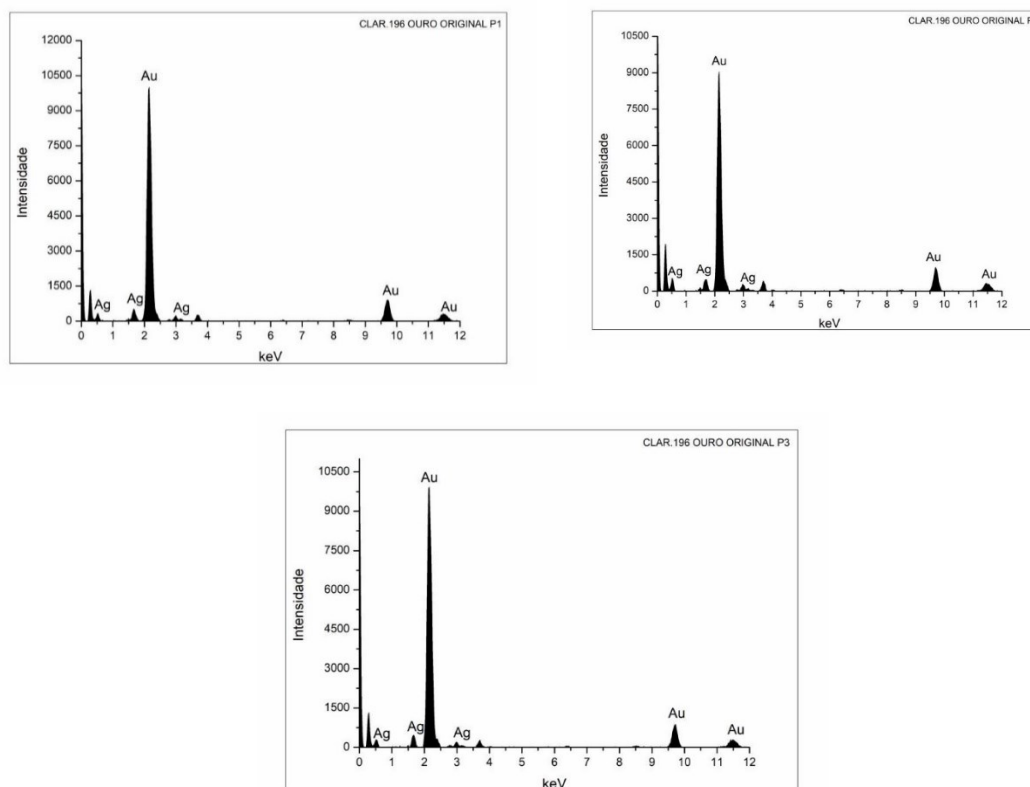 CLAR.196 OURO ORIGINAL P1
12000
10500
9000
7500
6000
4500
3000
1500
0
Intensidade
Au
Ag
Ag
Ag
Au
Au
0 1 2 3 4 5 6 7 8 9 10 11 12
keV
CLAR.196 OURO ORIGINAL P
10500
9000
7500
6000
4500
3000
1500
0
Intensidade
Au
Ag
Ag
Ag
Au
Au
0 1 2 3 4 5 6 7 8 9 10 11 12
keV
CLAR.196 OURO ORIGINAL P3
10500
9000
7500
6000
4500
3000
1500
0
Intensidade
Au
Ag
Ag
Ag
Au
Au
0 1 2 3 4 5 6 7 8 9 10 11 12
keV